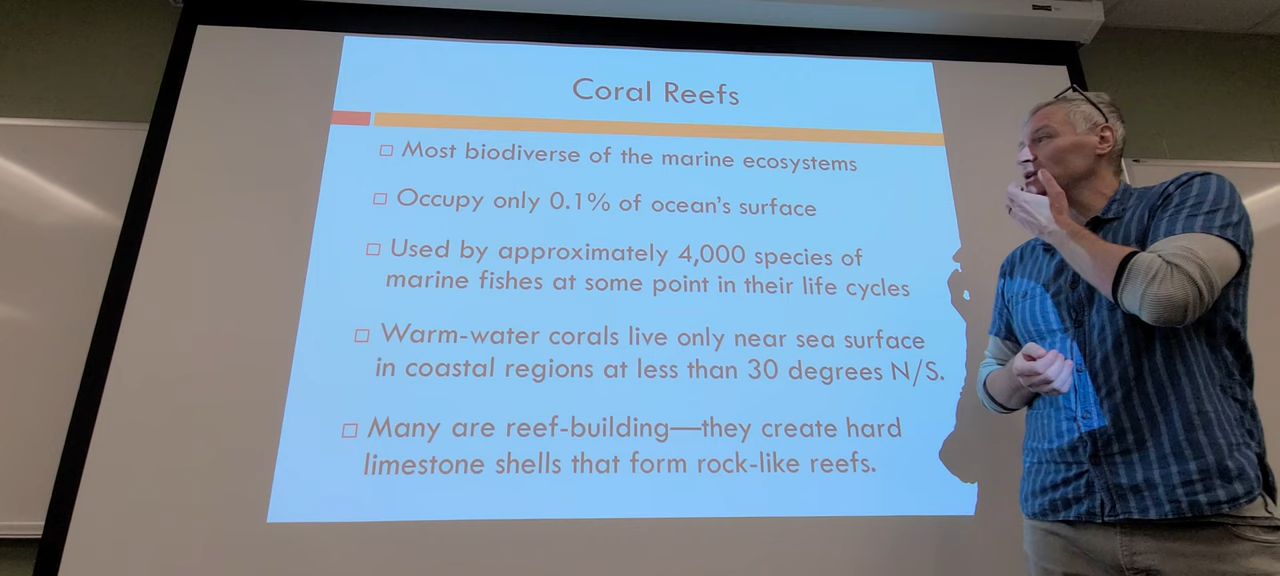 Coral Reefs
Most biodiverse of the marine ecosystems
Occupy only 0.1% of ocean's surface
Used by approximately 4,000 species of
marine fishes at some point in their life cycles
Warm-water corals live only near sea surface
in coastal regions at less than 30 degrees N/S.
Many are reef-building—they create hard
limestone shells that form rock-like reefs.